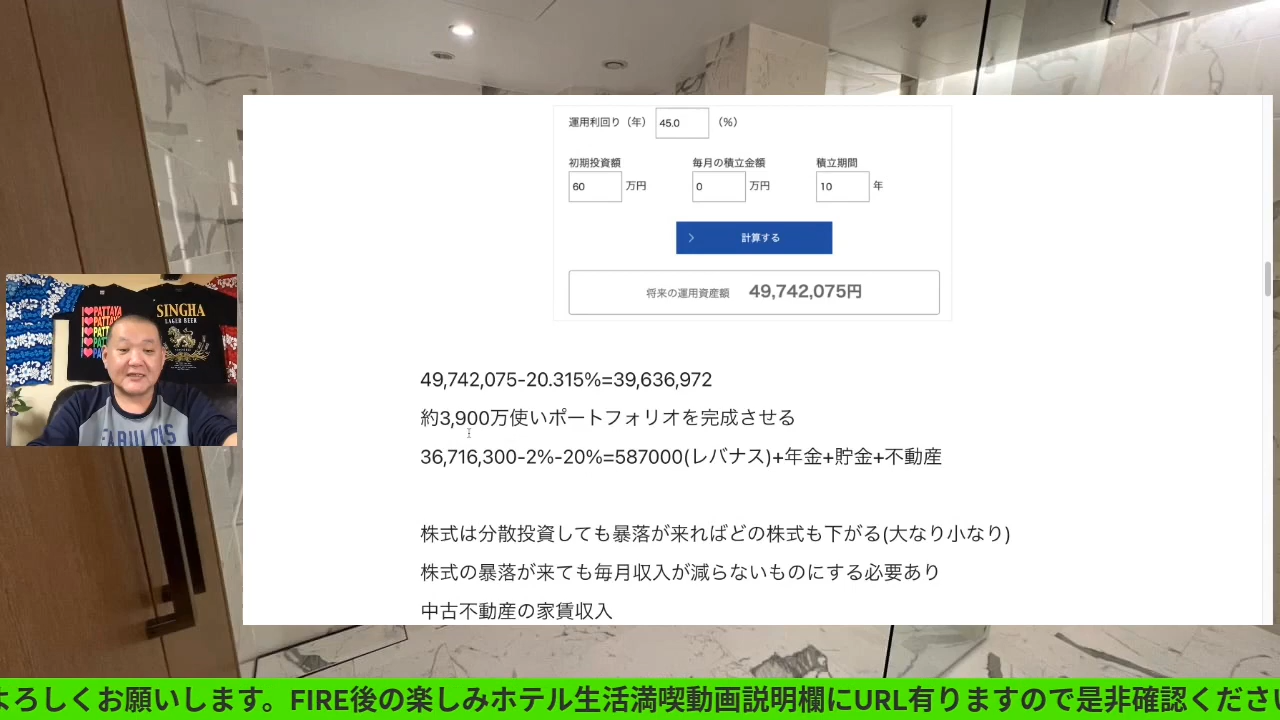 運用利回り（年） 45.0 （%）
初期投資額 毎月の積立金額 積立期間
60 万円 0 万円 10 年
計算する
将来の運用資産額 49,742,075円
49,742,075-20.315%=39,636,972
約3,900万使いポートフォリオを完成させる
36,716,300-2%-20%=587000(レバナス)+年金+貯金+不動産
株式は分散投資しても暴落が来ればどの株式も下がる(大なり小なり)
株式の暴落が来ても毎月収入が減らないものにする必要あり
中古不動産の家賃収入
I♥PATTAYA
SINGHA
LAGER BEER
FABULOUS
よろしくお願いします。FIRE後の楽しみホテル生活満喫動画説明欄にURL有りますので是非確認ください